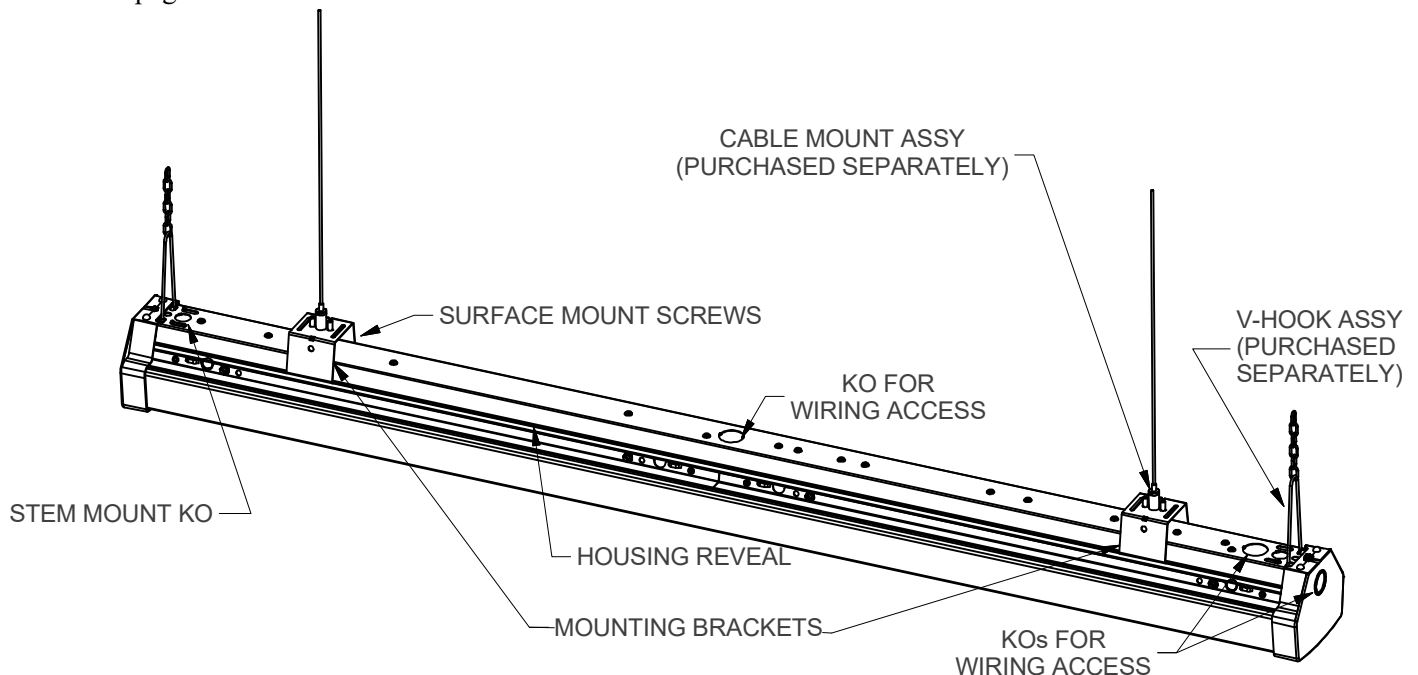 CABLE MOUNT ASSY
(PURCHASED SEPARATELY)
SURFACE MOUNT SCREWS
V-HOOK ASSY
(PURCHASED
SEPARATELY)
KO FOR
WIRING ACCESS
STEM MOUNT KO
HOUSING REVEAL
MOUNTING BRACKETS
KOs FOR
WIRING ACCESS